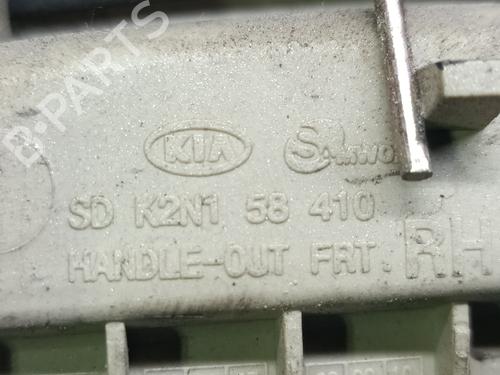 B-PARTS
KIA
SD K2N1 58 410
HANDLE-OUT FRT. RH